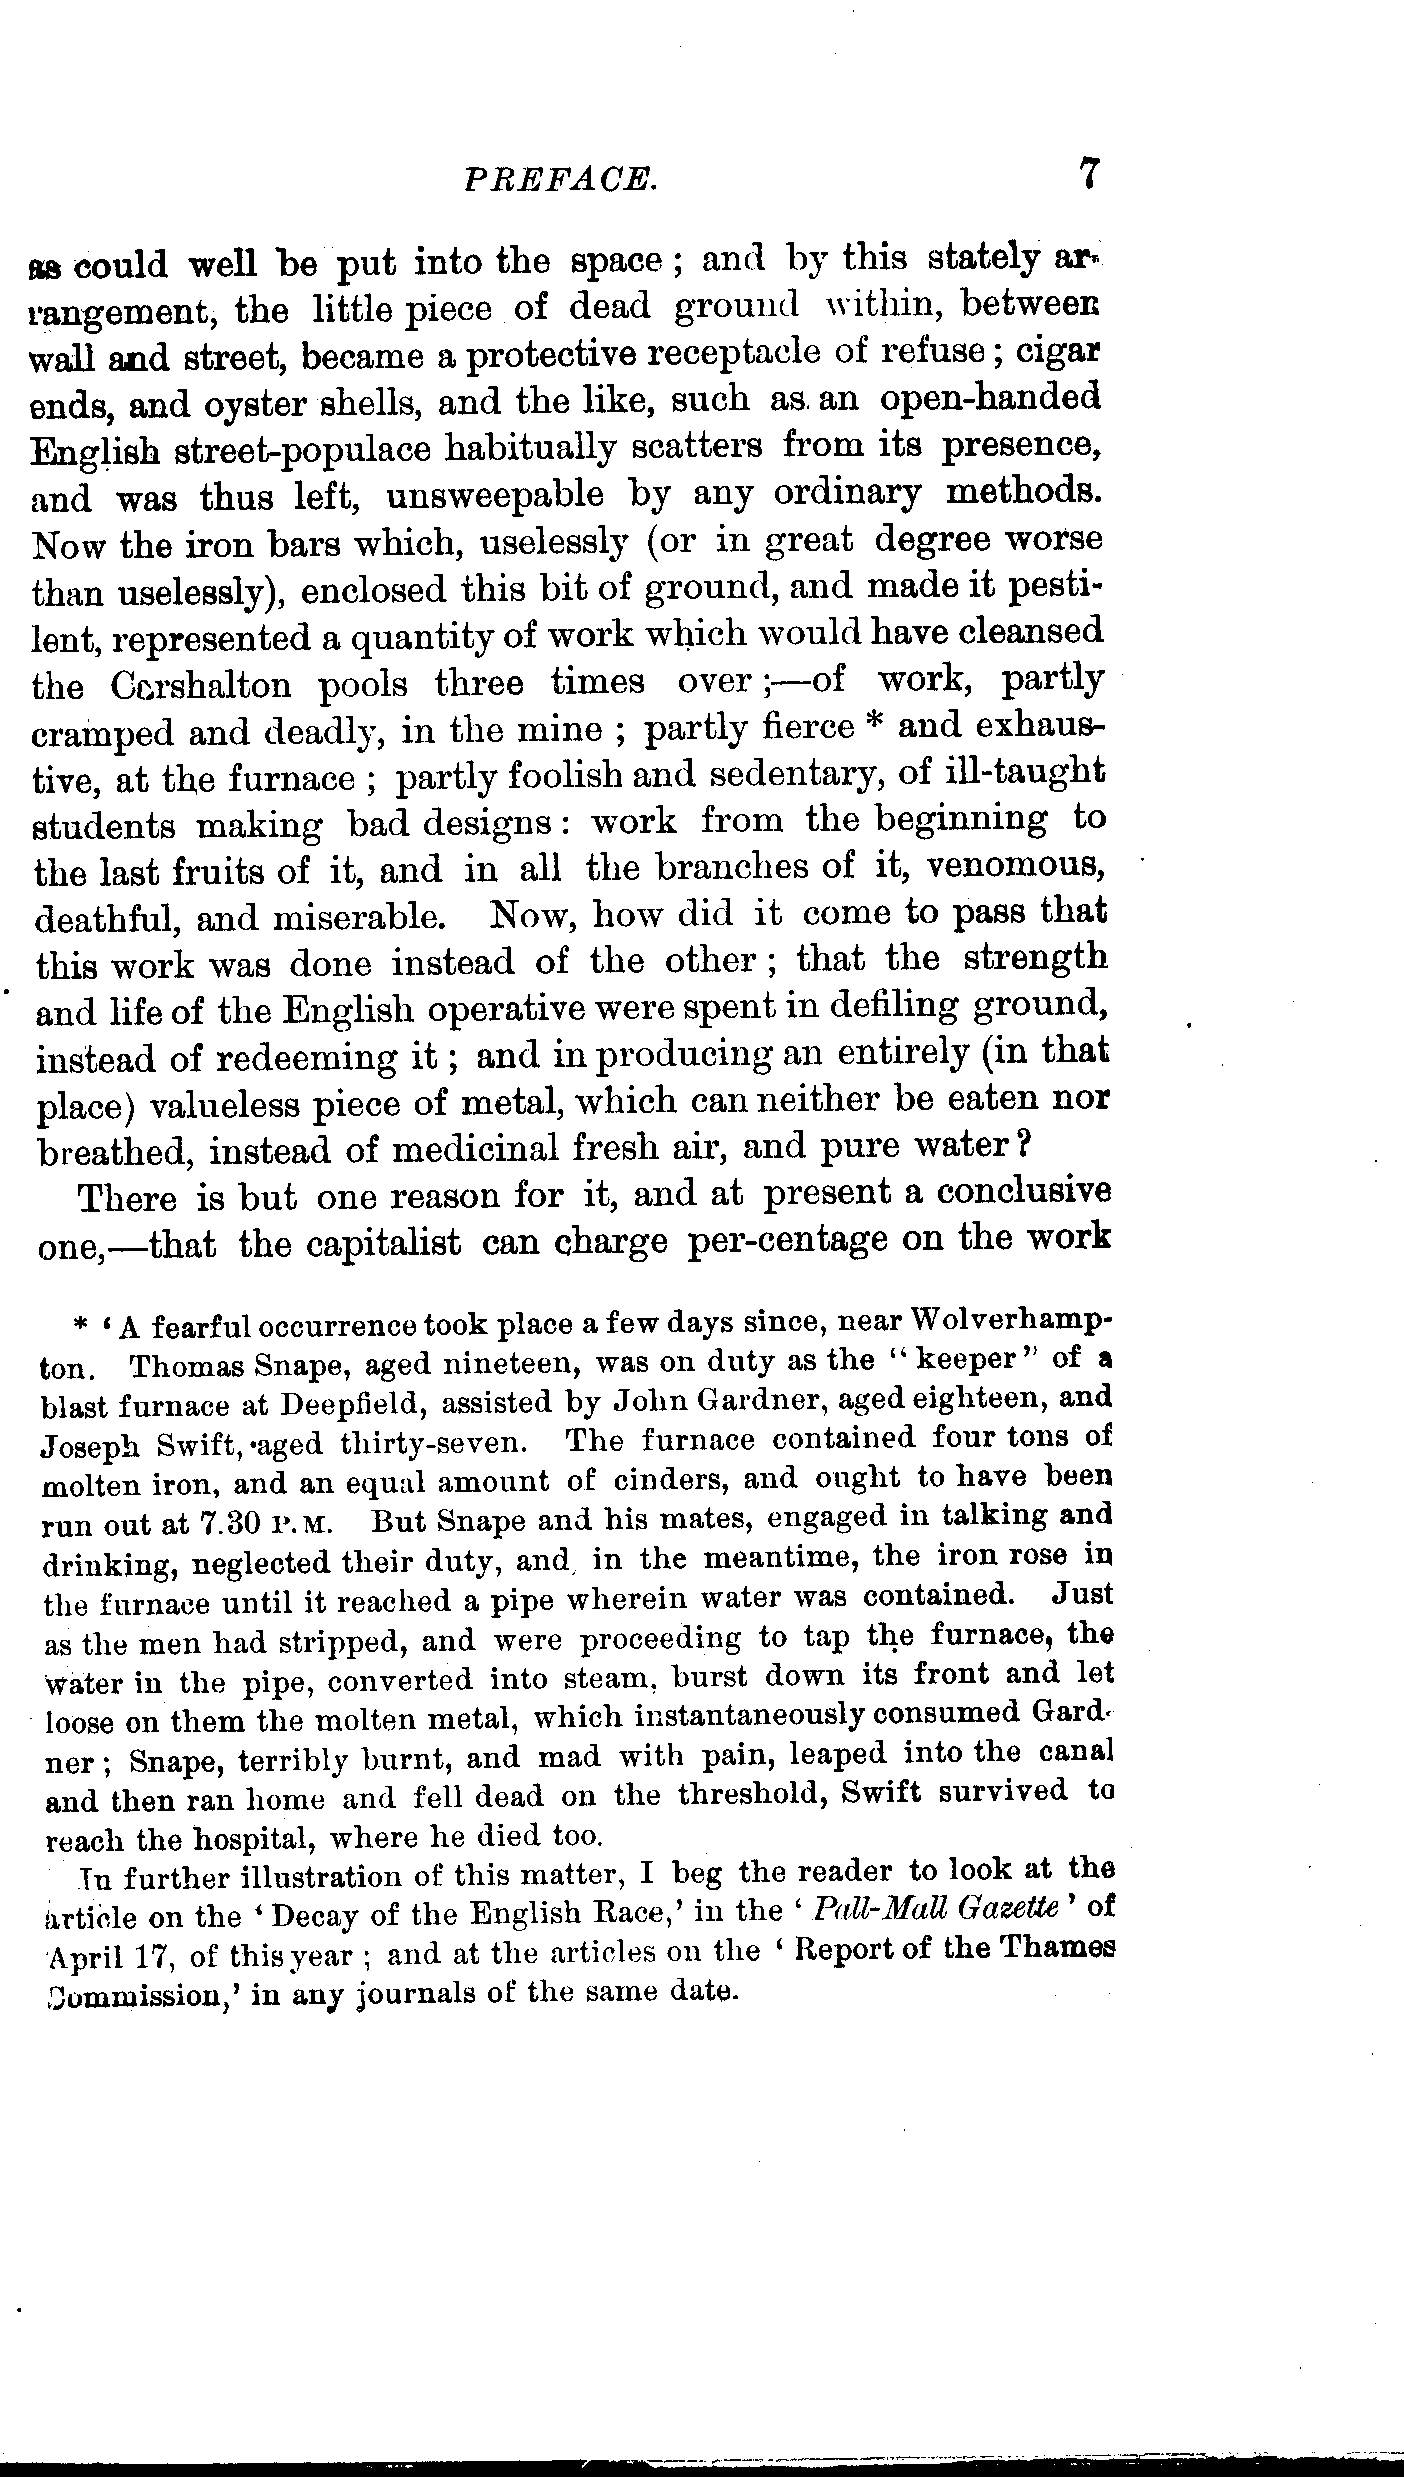 PREFACE. 7
as could well be put into the space ; and by this stately ar-
rangement, the little piece of dead ground within, between
wall and street, became a protective receptacle of refuse ; cigar
ends, and oyster shells, and the like, such as an open-handed
English street-populace habitually scatters from its presence,
and was thus left, unsweepable by any ordinary methods.
Now the iron bars which, uselessly (or in great degree worse
than uselessly), enclosed this bit of ground, and made it pesti-
lent, represented a quantity of work which would have cleansed
the Carshalton pools three times over ;—of work, partly
cramped and deadly, in the mine ; partly fierce * and exhaus-
tive, at the furnace ; partly foolish and sedentary, of ill-taught
students making bad designs : work from the beginning to
the last fruits of it, and in all the branches of it, venomous,
deathful, and miserable. Now, how did it come to pass that
this work was done instead of the other ; that the strength
and life of the English operative were spent in defiling ground,
instead of redeeming it ; and in producing an entirely (in that
place) valueless piece of metal, which can neither be eaten nor
breathed, instead of medicinal fresh air, and pure water ?
There is but one reason for it, and at present a conclusive
one,—that the capitalist can charge per-centage on the work
* ‘ A fearful occurrence took place a few days since, near Wolverhamp-
ton. Thomas Snape, aged nineteen, was on duty as the “ keeper ” of a
blast furnace at Deepfield, assisted by John Gardner, aged eighteen, and
Joseph Swift, aged thirty-seven. The furnace contained four tons of
molten iron, and an equal amount of cinders, and ought to have been
run out at 7.30 P.M. But Snape and his mates, engaged in talking and
drinking, neglected their duty, and, in the meantime, the iron rose in
the furnace until it reached a pipe wherein water was contained. Just
as the men had stripped, and were proceeding to tap the furnace, the
water in the pipe, converted into steam, burst down its front and let
loose on them the molten metal, which instantaneously consumed Gard-
ner ; Snape, terribly burnt, and mad with pain, leaped into the canal
and then ran home and fell dead on the threshold, Swift survived to
reach the hospital, where he died too.
In further illustration of this matter, I beg the reader to look at the
article on the ‘ Decay of the English Race,’ in the ‘ Pall-Mall Gazette ’ of
April 17, of this year ; and at the articles on the ‘ Report of the Thames
Commission,’ in any journals of the same date.